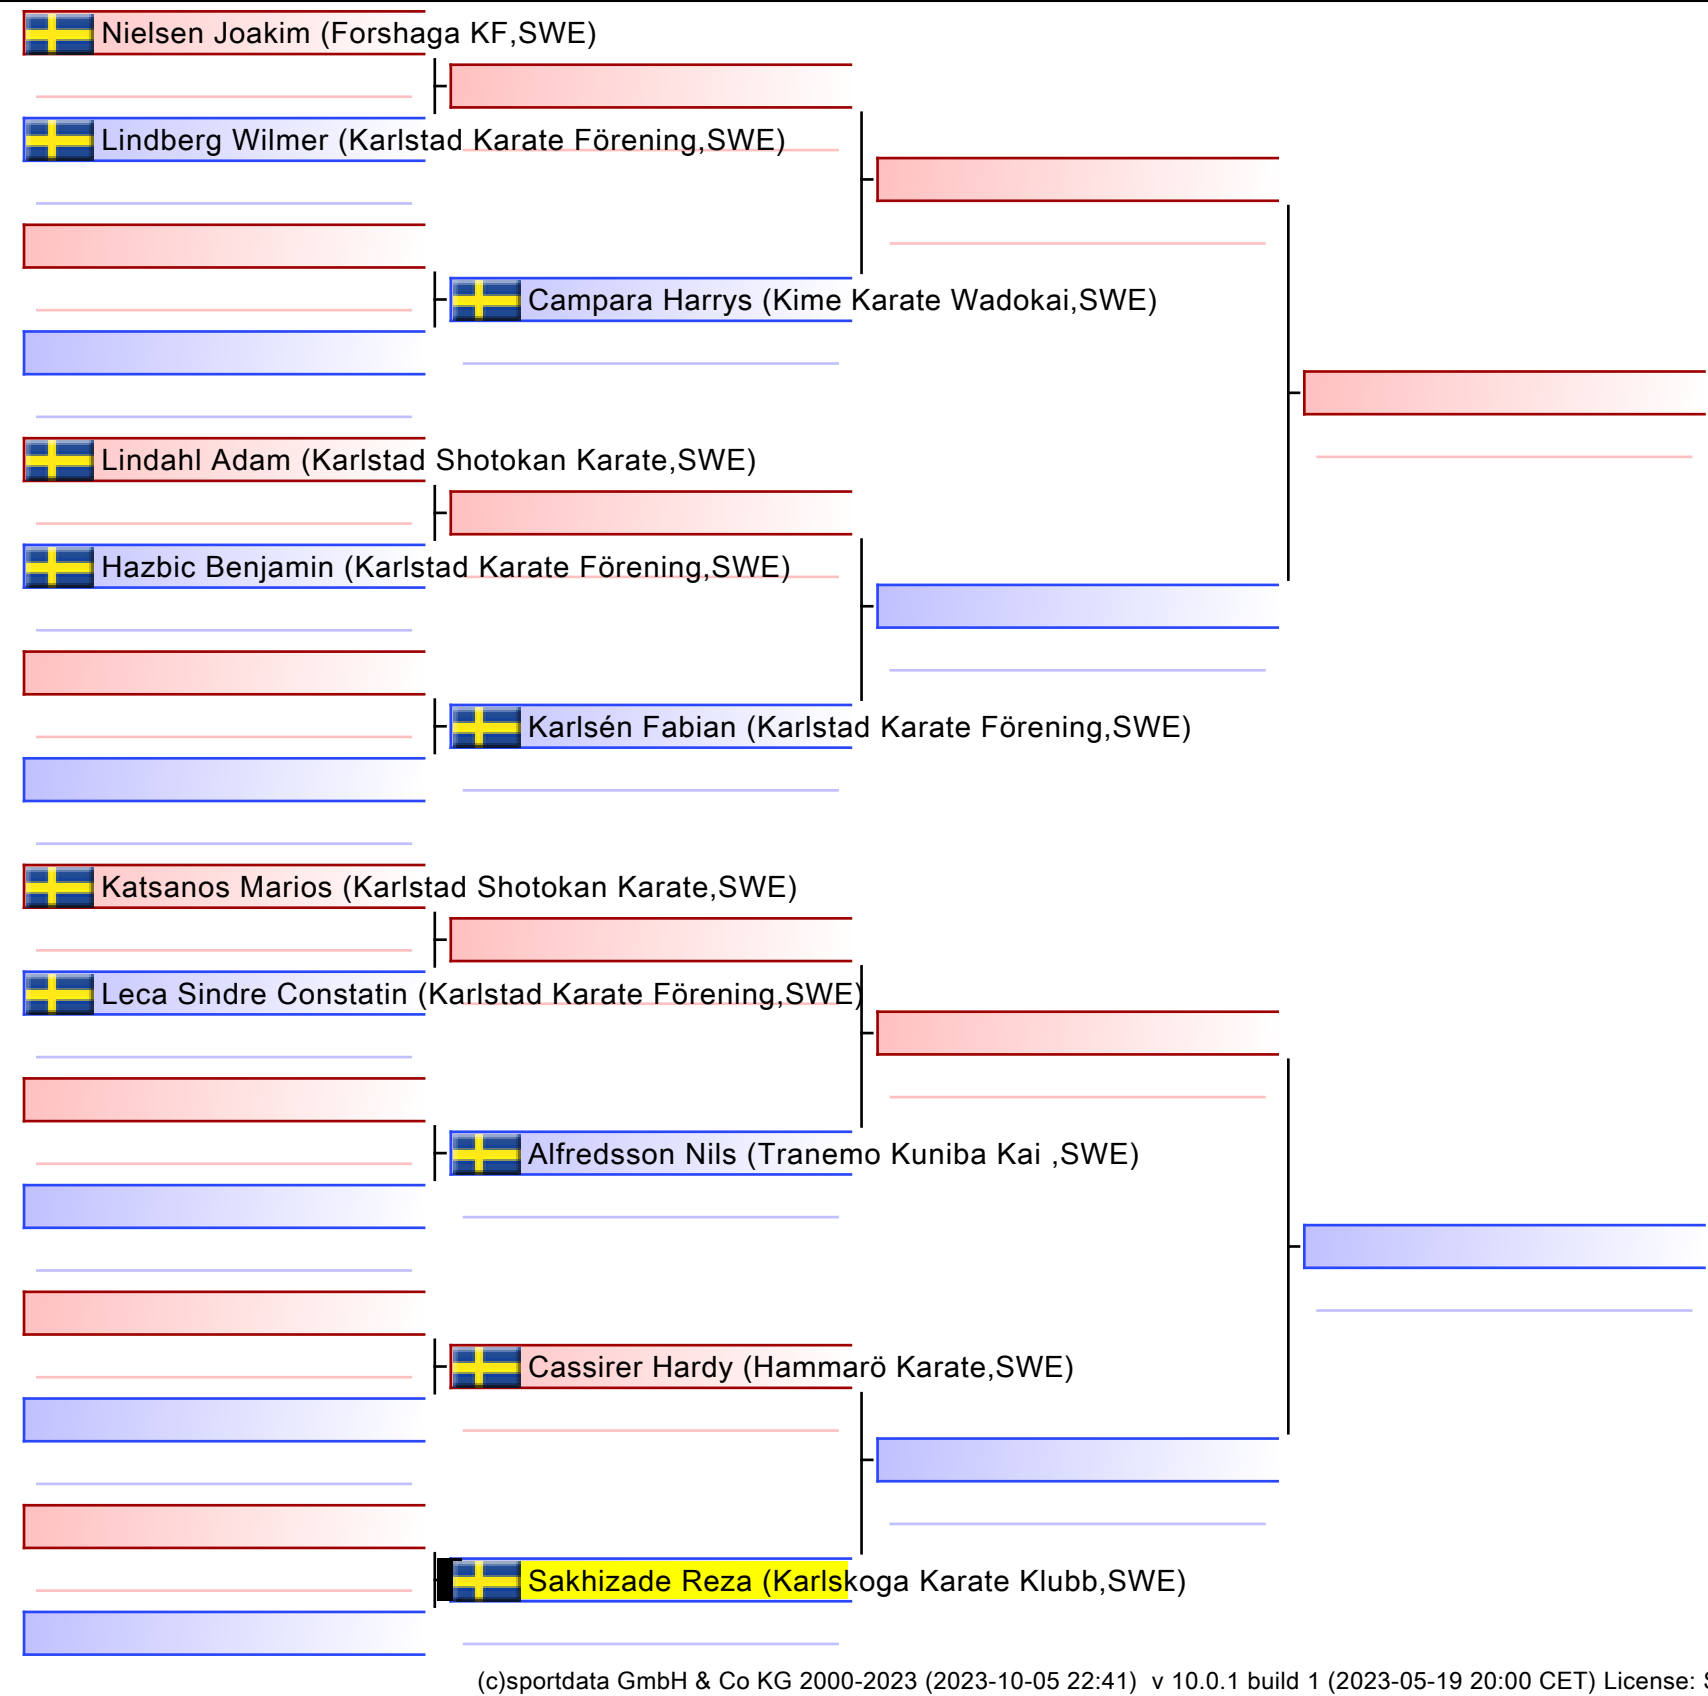 Nielsen Joakim (Forshaga KF,SWE)
Lindberg Wilmer (Karlstad Karate Förening,SWE)
Campara Harrys (Kime Karate Wadokai,SWE)
Lindahl Adam (Karlstad Shotokan Karate,SWE)
Hazbic Benjamin (Karlstad Karate Förening,SWE)
Karlsén Fabian (Karlstad Karate Förening,SWE)
Katsanos Marios (Karlstad Shotokan Karate,SWE)
Leca Sindre Constatin (Karlstad Karate Förening,SWE)
Alfredsson Nils (Tranemo Kuniba Kai ,SWE)
Cassirer Hardy (Hammarö Karate,SWE)
Sakhizade Reza (Karlskoga Karate Klubb,SWE)
(c)sportdata GmbH & Co KG 2000-2023 (2023-10-05 22:41) v 10.0.1 build 1 (2023-05-19 20:00 CET) License: